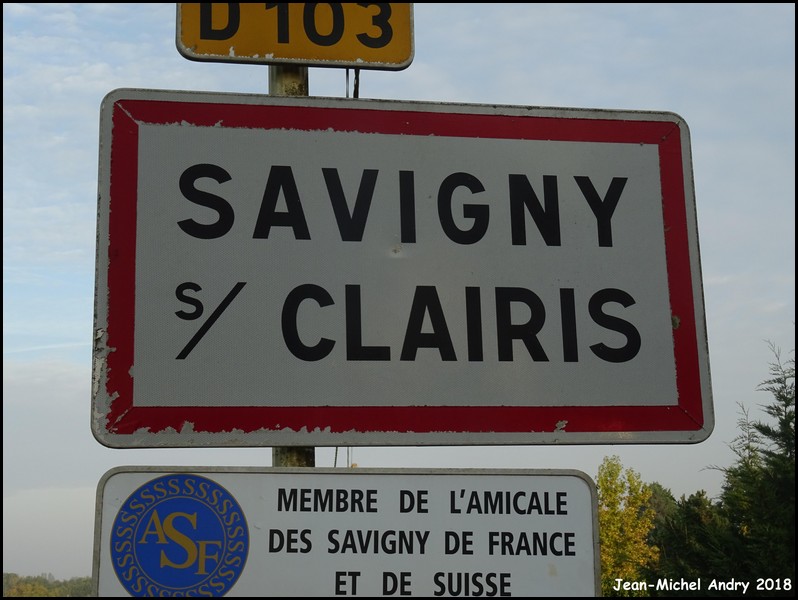 D 103
SAVIGNY
S/ CLAIRIS
ASF
MEMBRE DE L'AMICALE
DES SAVIGNY DE FRANCE
ET DE SUISSE
Jean-Michel Andry 2018